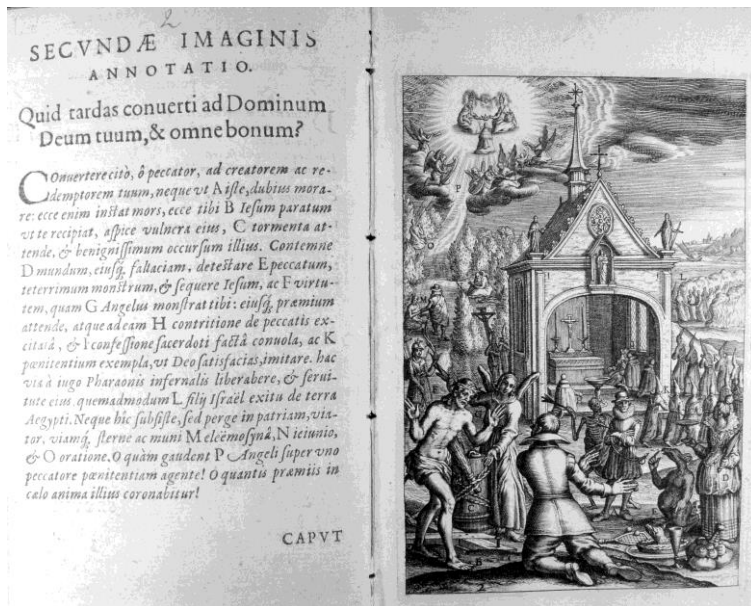 2
SECVNDÆ IMAGINIS
ANNOTATIO.
Quid tardas conuerti ad Dominum
Deum tuum, & omne bonum?
COnuertere citò, ô peccator, ad creatorem ac re-
demptorem tuum, neque vt A iste, dubius mora-
re: ecce enim instat mors, ecce tibi B Iesum paratum
vt te recipiat, aspice vulnera eius, C tormenta at-
tende, & benignissimum occursum illius. Contemne
D mundum, eiusq́; fallaciam, detestare E peccatum,
teterrimum monstrum, & sequere Iesum, ac F virtu-
tem, quam G Angelus monstrat tibi: eiusq́; præmium
attende, atque ad eam H contritione de peccatis ex-
citatâ, & I confessione sacerdoti factâ conuola, ac K
pœnitentium exempla, vt Deo satisfacias, imitare. hac
via à iugo Pharaonis infernalis liberabere, & serui-
tute eius, quemadmodum L filij Israël exitu de terra
Aegypti. Neque hic subsiste, sed perge in patriam, via-
tor, viamq́; sterne ac muni M eleëmosynâ, N ieiunio,
& O oratione. O quàm gaudent P Angeli super vno
peccatore pœnitentiam agente! O quantis præmiis in
cælo anima illius coronabitur!
CAPVT
P
O
M
I
L
G
D
B